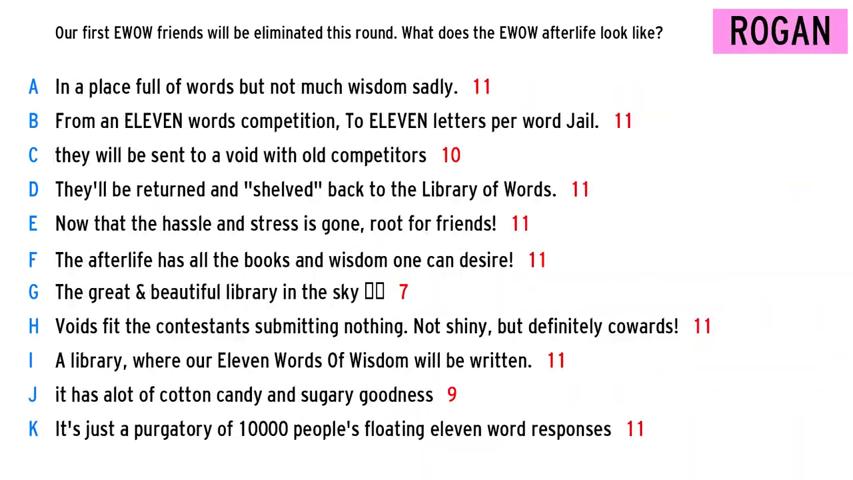 Our first EWOW friends will be eliminated this round. What does the EWOW afterlife look like?
ROGAN
A In a place full of words but not much wisdom sadly. 11
B From an ELEVEN words competition, To ELEVEN letters per word Jail. 11
C they will be sent to a void with old competitors 10
D They'll be returned and "shelved" back to the Library of Words. 11
E Now that the hassle and stress is gone, root for friends! 11
F The afterlife has all the books and wisdom one can desire! 11
G The great & beautiful library in the sky 7
H Voids fit the contestants submitting nothing. Not shiny, but definitely cowards! 11
I A library, where our Eleven Words Of Wisdom will be written. 11
J it has alot of cotton candy and sugary goodness 9
K It's just a purgatory of 10000 people's floating eleven word responses 11